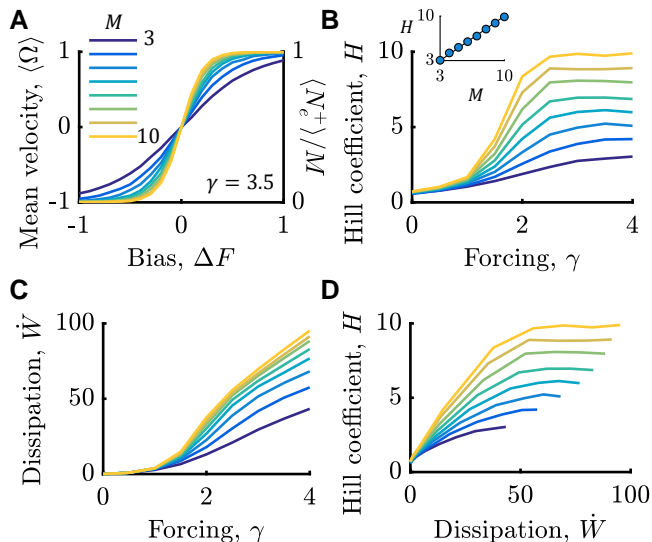 A
M
3
10
1
0
-1
Mean velocity, ⟨Ω⟩
1
0
⟨N_e^+⟩/M
γ = 3.5
-1
0
1
Bias, ΔF
B
H
10
3
3
10
M
10
5
0
Hill coefficient, H
0
2
4
Forcing, γ
C
100
50
0
Dissipation, Ẇ
0
2
4
Forcing, γ
D
10
5
0
Hill coefficient, H
0
50
100
Dissipation, Ẇ